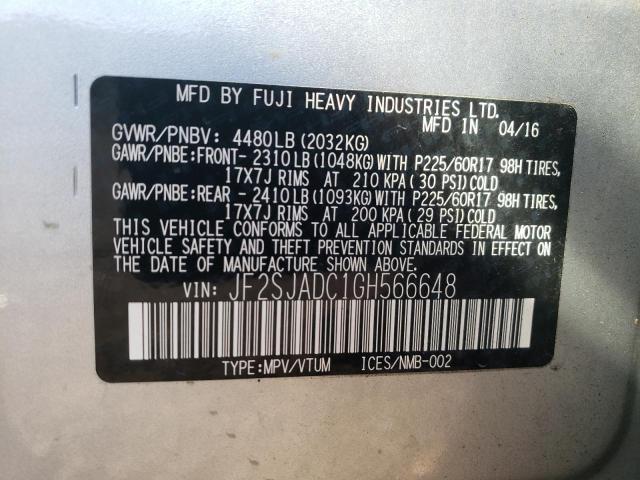 MFD BY FUJI HEAVY INDUSTRIES LTD.
MFD IN 04/16
GVWR/PNBV: 4480LB (2032KG)
GAWR/PNBE:FRONT- 2310LB(1048KG)WITH P225/60R17 98H TIRES,
17X7J RIMS AT 210 KPA ( 30 PSI)COLD
GAWR/PNBE:REAR - 2410LB(1093KG)WITH P225/60R17 98H TIRES,
17X7J RIMS AT 200 KPA ( 29 PSI)COLD
THIS VEHICLE CONFORMS TO ALL APPLICABLE FEDERAL MOTOR
VEHICLE SAFETY AND THEFT PREVENTION STANDARDS IN EFFECT ON
THE DATE OF MANUFACTURE SHOWN ABOVE.
VIN: JF2SJADC1GH566648
TYPE:MPV/VTUM ICES/NMB-002